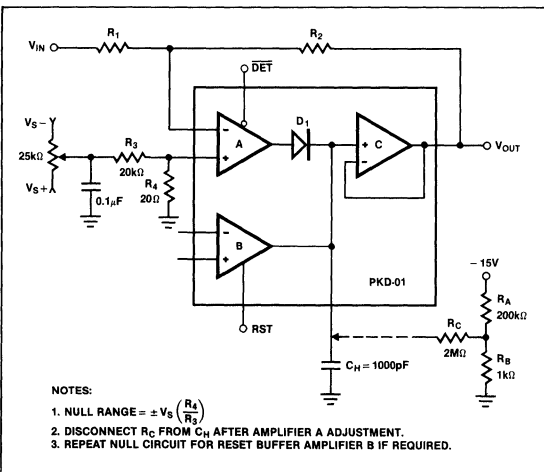 R1
R2
VIN
DET
VS−
25kΩ
VS+
R3
20kΩ
0.1µF
R4
20Ω
−
A
+
D1
+
C
−
VOUT
−
B
+
PKD-01
RST
− 15V
RA
200kΩ
RC
2MΩ
RB
1kΩ
CH = 1000pF
NOTES:
1. NULL RANGE = ± VS (R4/R3)
2. DISCONNECT RC FROM CH AFTER AMPLIFIER A ADJUSTMENT.
3. REPEAT NULL CIRCUIT FOR RESET BUFFER AMPLIFIER B IF REQUIRED.